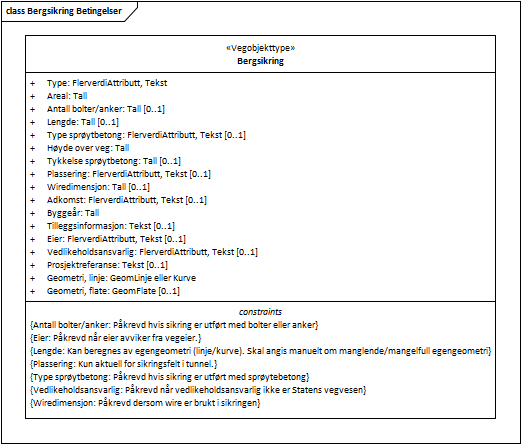 class Bergsikring Betingelser
«Vegobjekttype»
Bergsikring
+ Type: FlerverdiAttributt, Tekst
+ Areal: Tall
+ Antall bolter/anker: Tall [0..1]
+ Lengde: Tall [0..1]
+ Type sprøytbetong: FlerverdiAttributt, Tekst [0..1]
+ Høyde over veg: Tall
+ Tykkelse sprøytbetong: Tall [0..1]
+ Plassering: FlerverdiAttributt, Tekst [0..1]
+ Wiredimensjon: Tall [0..1]
+ Adkomst: FlerverdiAttributt, Tekst [0..1]
+ Byggeår: Tall
+ Tilleggsinformasjon: Tekst [0..1]
+ Eier: FlerverdiAttributt, Tekst [0..1]
+ Vedlikeholdsansvarlig: FlerverdiAttributt, Tekst [0..1]
+ Prosjektreferanse: Tekst [0..1]
+ Geometri, linje: GeomLinje eller Kurve
+ Geometri, flate: GeomFlate [0..1]
constraints
{Antall bolter/anker: Påkrevd hvis sikring er utført med bolter eller anker}
{Eier: Påkrevd når eier avviker fra vegeier.}
{Lengde: Kan beregnes av egengeometri (linje/kurve). Skal angis manuelt om manglende/mangelfull egengeometri}
{Plassering: Kun aktuell for sikringsfelt i tunnel.}
{Type sprøytbetong: Påkrevd hvis sikring er utført med sprøytebetong}
{Vedlikeholdsansvarlig: Påkrevd når vedlikeholdsansvarlig ikke er Statens vegvesen}
{Wiredimensjon: Påkrevd dersom wire er brukt i sikringen}